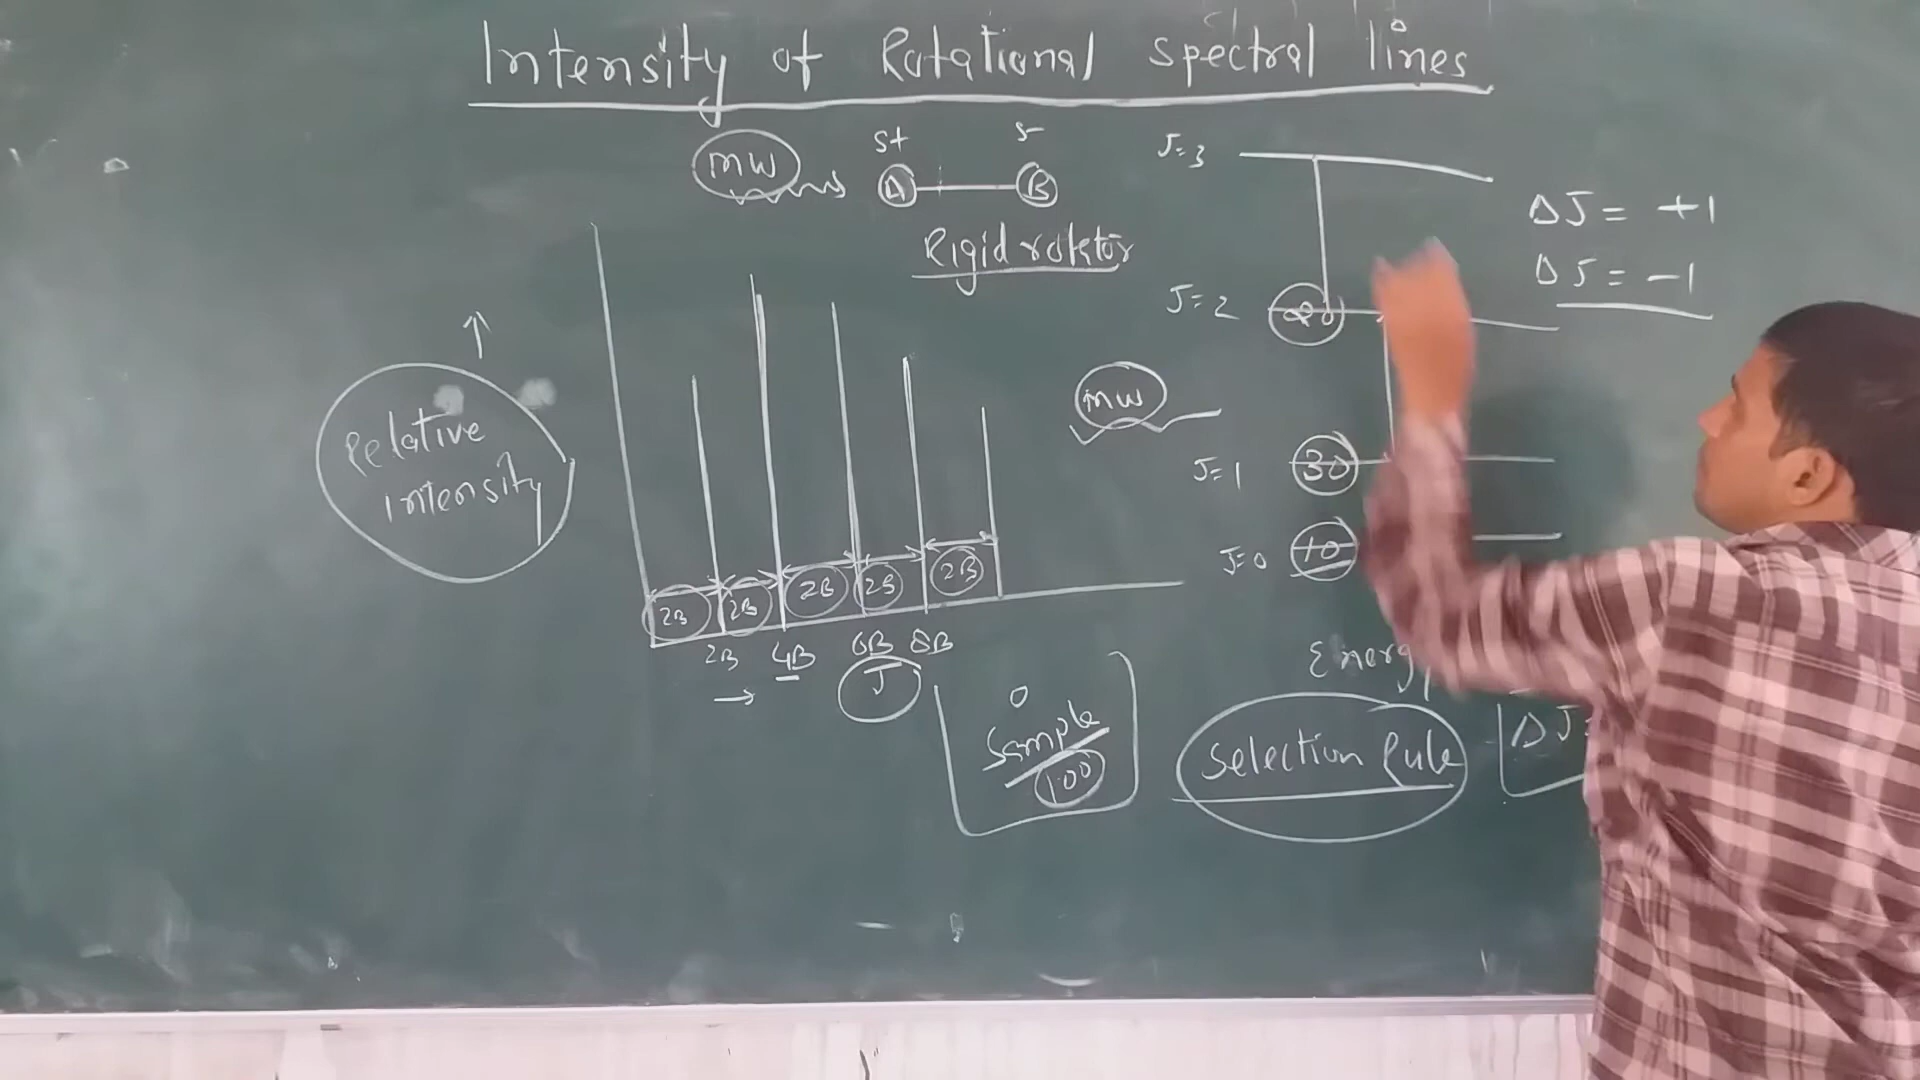 Intensity of Rotational Spectral lines
mw
δ+ δ-
A B
Rigid rotator
J=3
ΔJ = +1
ΔJ = -1
J=2
mw
Relative
intensity
J=1 30
J=0 10
2B 2B 2B 2B 2B
2B 4B 6B 8B
J
Sample
100
Selection Rule
ΔJ=